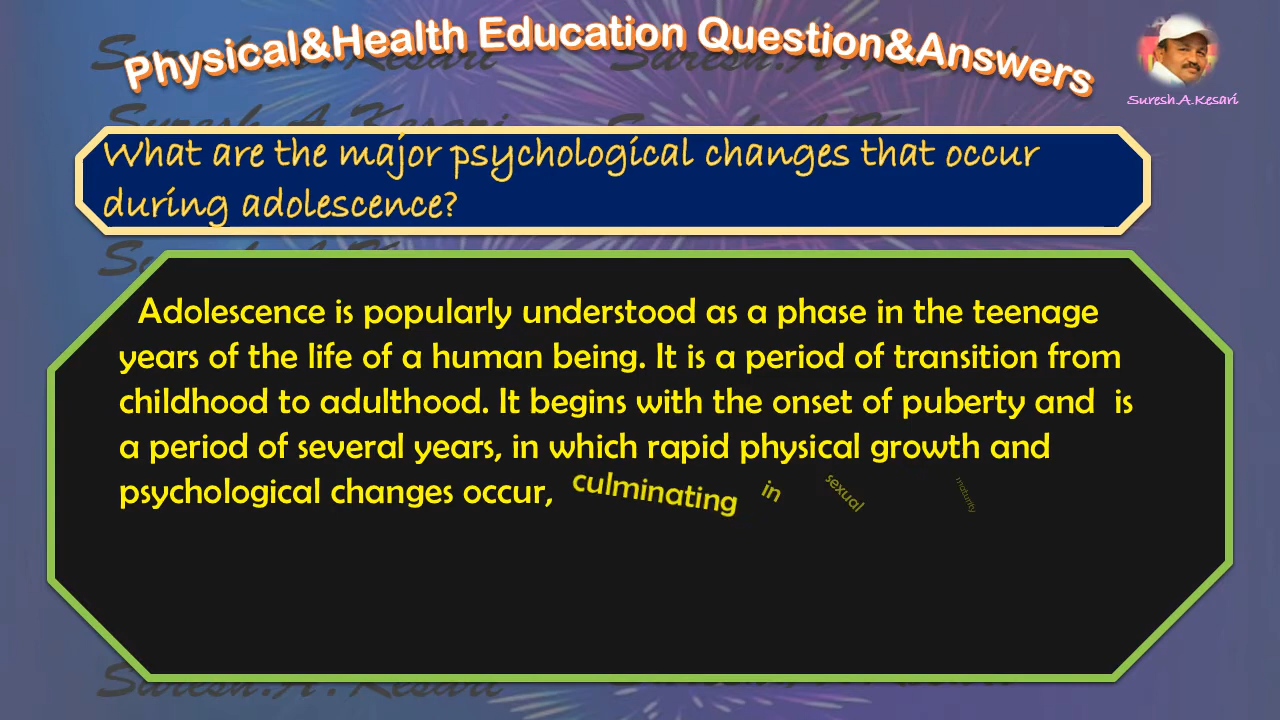 Physical&Health Education Question&Answers
Suresh.A.Kesari
What are the major psychological changes that occur
during adolescence?
Adolescence is popularly understood as a phase in the teenage
years of the life of a human being. It is a period of transition from
childhood to adulthood. It begins with the onset of puberty and is
a period of several years, in which rapid physical growth and
psychological changes occur, culminating in sexual maturity
Suresh.A.Kesari